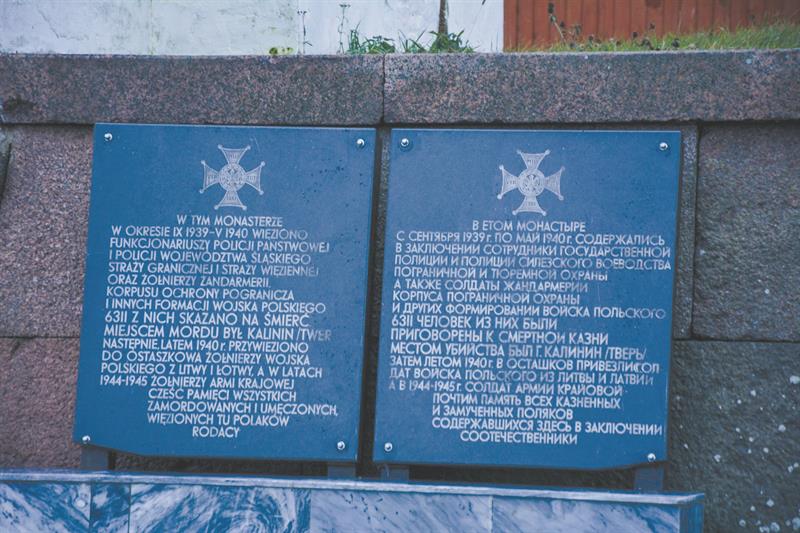 W TYM MONASTERZE
W OKRESIE IX 1939-V 1940 WIĘZIONO
FUNKCJONARIUSZY POLICJI PAŃSTWOWEJ
I POLICJI WOJEWÓDZTWA ŚLĄSKIEGO
STRAŻY GRANICZNEJ I STRAŻY WIĘZIENNEJ
ORAZ ŻOŁNIERZY ŻANDARMERII.
KORPUSU OCHRONY POGRANICZA
I INNYCH FORMACJI WOJSKA POLSKIEGO
6311 Z NICH SKAZANO NA ŚMIERĆ
MIEJSCEM MORDU BYŁ KALININ /TWER
NASTĘPNIE, LATEM 1940 r. PRZYWIEZIONO
DO OSTASZKOWA ŻOŁNIERZY WOJSKA
POLSKIEGO Z LITWY I ŁOTWY, A W LATACH
1944-1945 ŻOŁNIERZY ARMI KRAJOWEJ
CZEŚĆ PAMIĘCI WSZYSTKICH
ZAMORDOWANYCH I UMĘCZONYCH,
WIĘZIONYCH TU POLAKÓW
RODACY
В ЕТОМ МОНАСТЫРЕ
С СЕНТЯБРЯ 1939 г. ПО МАЙ 1940 г. СОДЕРЖАЛИСЬ
В ЗАКЛЮЧЕНИИ СОТРУДНИКИ ГОСУДАРСТВЕННОЙ
ПОЛИЦИИ И ПОЛИЦИИ СИЛЕЗСКОГО ВОЕВОДСТВА
ПОГРАНИЧНОЙ И ТЮРЕМНОЙ ОХРАНЫ
А ТАКЖЕ СОЛДАТЫ ЖАНДАРМЕРИИ
КОРПУСА ПОГРАНИЧНОЙ ОХРАНЫ
И ДРУГИХ ФОРМИРОВАНИЙ ВОЙСКА ПОЛЬСКОГО
6311 ЧЕЛОВЕК ИЗ НИХ БЫЛИ
ПРИГОВОРЕНЫ К СМЕРТНОЙ КАЗНИ
МЕСТОМ УБИЙСТВА БЫЛ Г. КАЛИНИН /ТВЕРЬ/
ЗАТЕМ ЛЕТОМ 1940 г. В ОСТАШКОВ ПРИВЕЗЛИ СОЛ
ДАТ ВОЙСКА ПОЛЬСКОГО ИЗ ЛИТВЫ И ЛАТВИИ
А В 1944-1945 г. СОЛДАТ АРМИИ КРАЙОВОЙ
ПОЧТИМ ПАМЯТЬ ВСЕХ КАЗНЕННЫХ
И ЗАМУЧЕННЫХ ПОЛЯКОВ
СОДЕРЖАВШИХСЯ ЗДЕСЬ В ЗАКЛЮЧЕНИИ
СООТЕЧЕСТВЕННИКИ